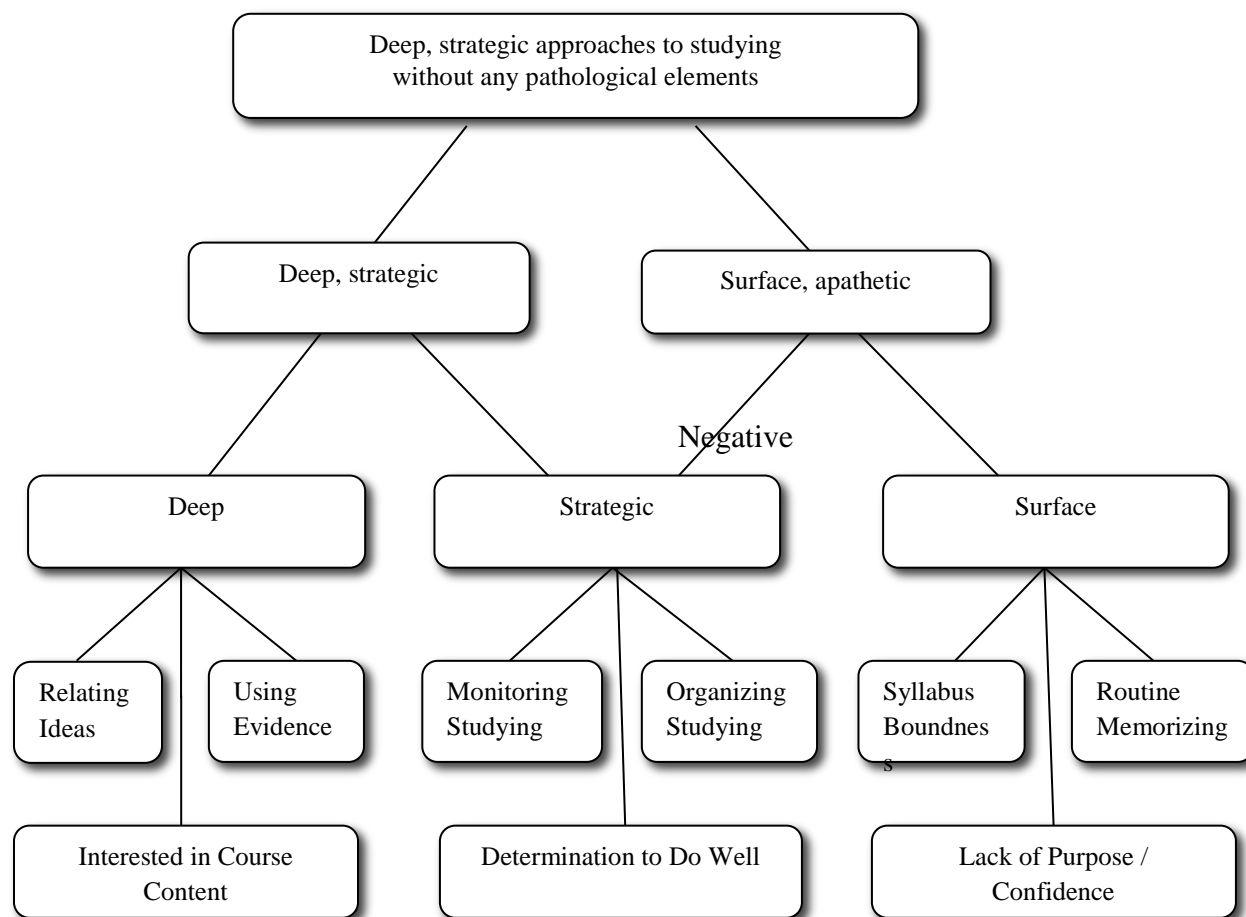 Deep, strategic approaches to studying
without any pathological elements
Deep, strategic
Surface, apathetic
Negative
Deep
Strategic
Surface
Relating
Ideas
Using
Evidence
Monitoring
Studying
Organizing
Studying
Syllabus
Boundnes
s
Routine
Memorizing
Interested in Course
Content
Determination to Do Well
Lack of Purpose /
Confidence